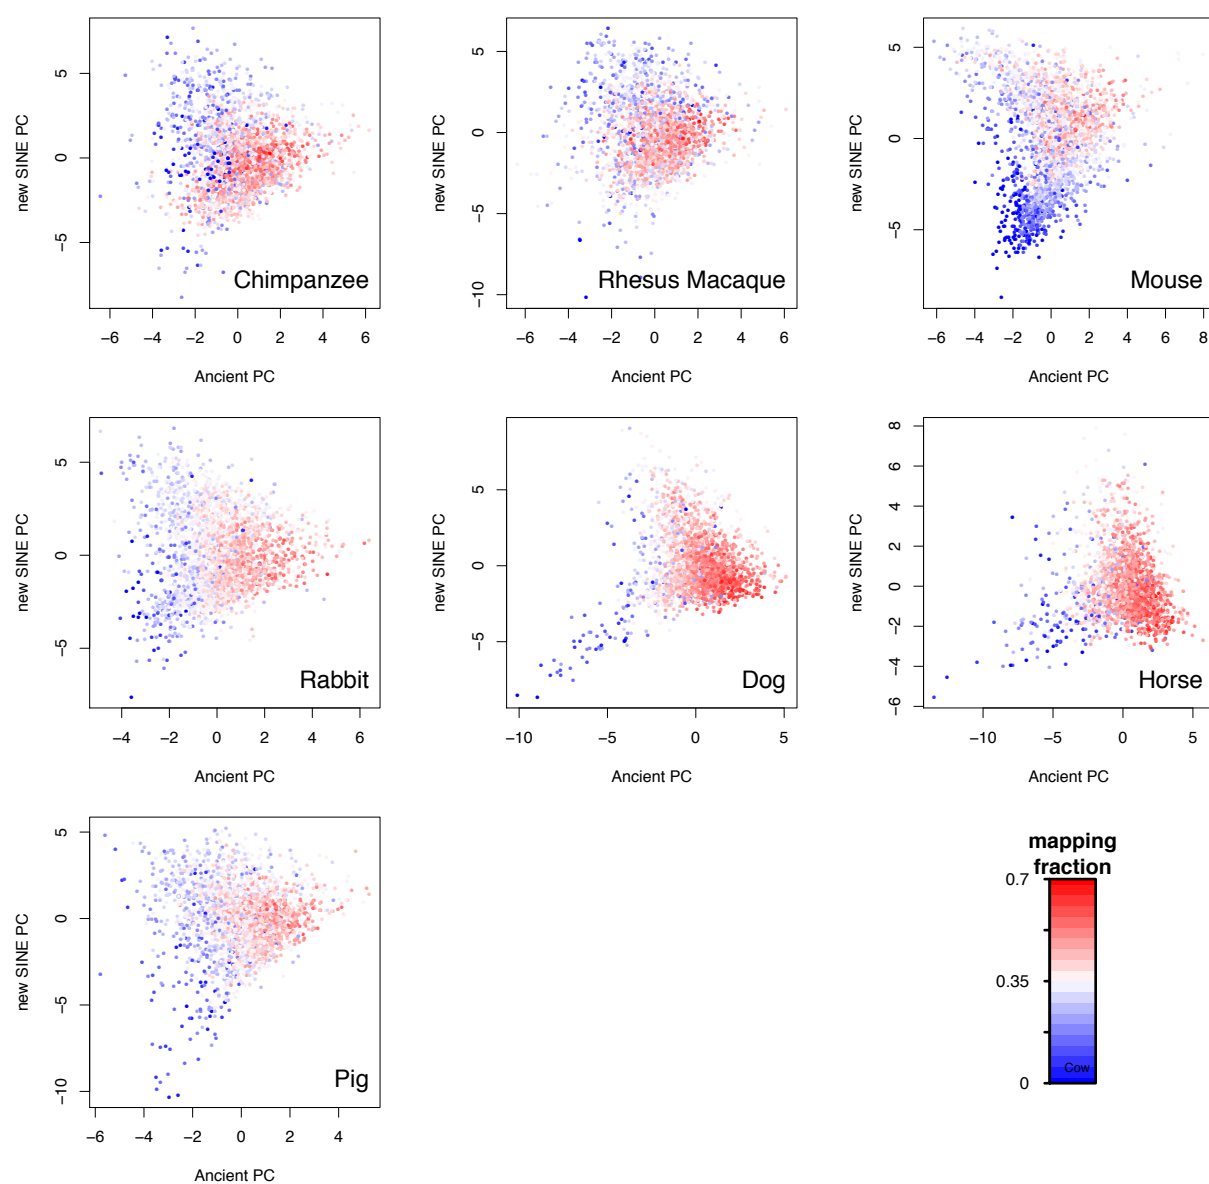 new SINE PC
5
0
−5
Chimpanzee
−6 −4 −2 0 2 4 6
Ancient PC
new SINE PC
5
0
−5
−10
Rhesus Macaque
−6 −4 −2 0 2 4 6
Ancient PC
new SINE PC
5
0
−5
Mouse
−6 −4 −2 0 2 4 6 8
Ancient PC
new SINE PC
5
0
−5
Rabbit
−4 −2 0 2 4 6
Ancient PC
new SINE PC
5
0
−5
Dog
−10 −5 0 5
Ancient PC
new SINE PC
8
6
4
2
0
−2
−4
−6
Horse
−10 −5 0 5
Ancient PC
new SINE PC
5
0
−5
−10
Pig
−6 −4 −2 0 2 4
Ancient PC
mapping
fraction
0.7
0.35
Cow
0